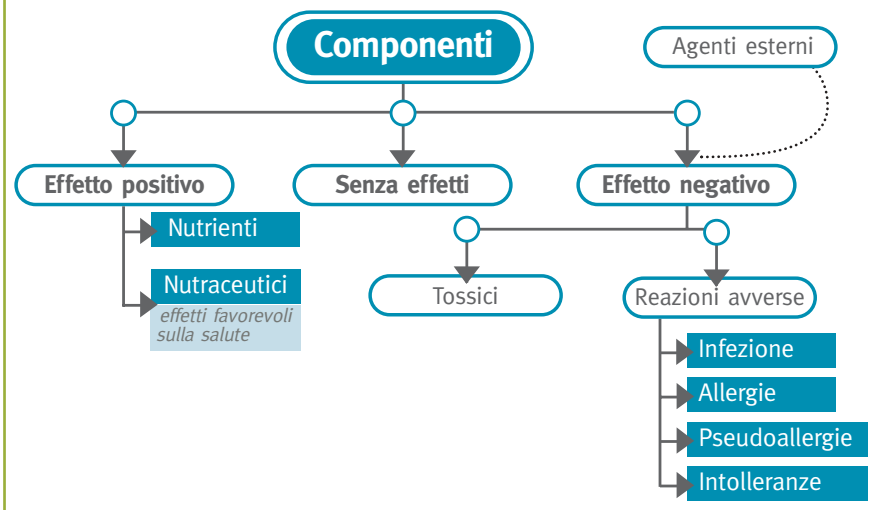 Componenti
Agenti esterni
Effetto positivo
Senza effetti
Effetto negativo
Nutrienti
Nutraceutici
effetti favorevoli
sulla salute
Tossici
Reazioni avverse
Infezione
Allergie
Pseudoallergie
Intolleranze